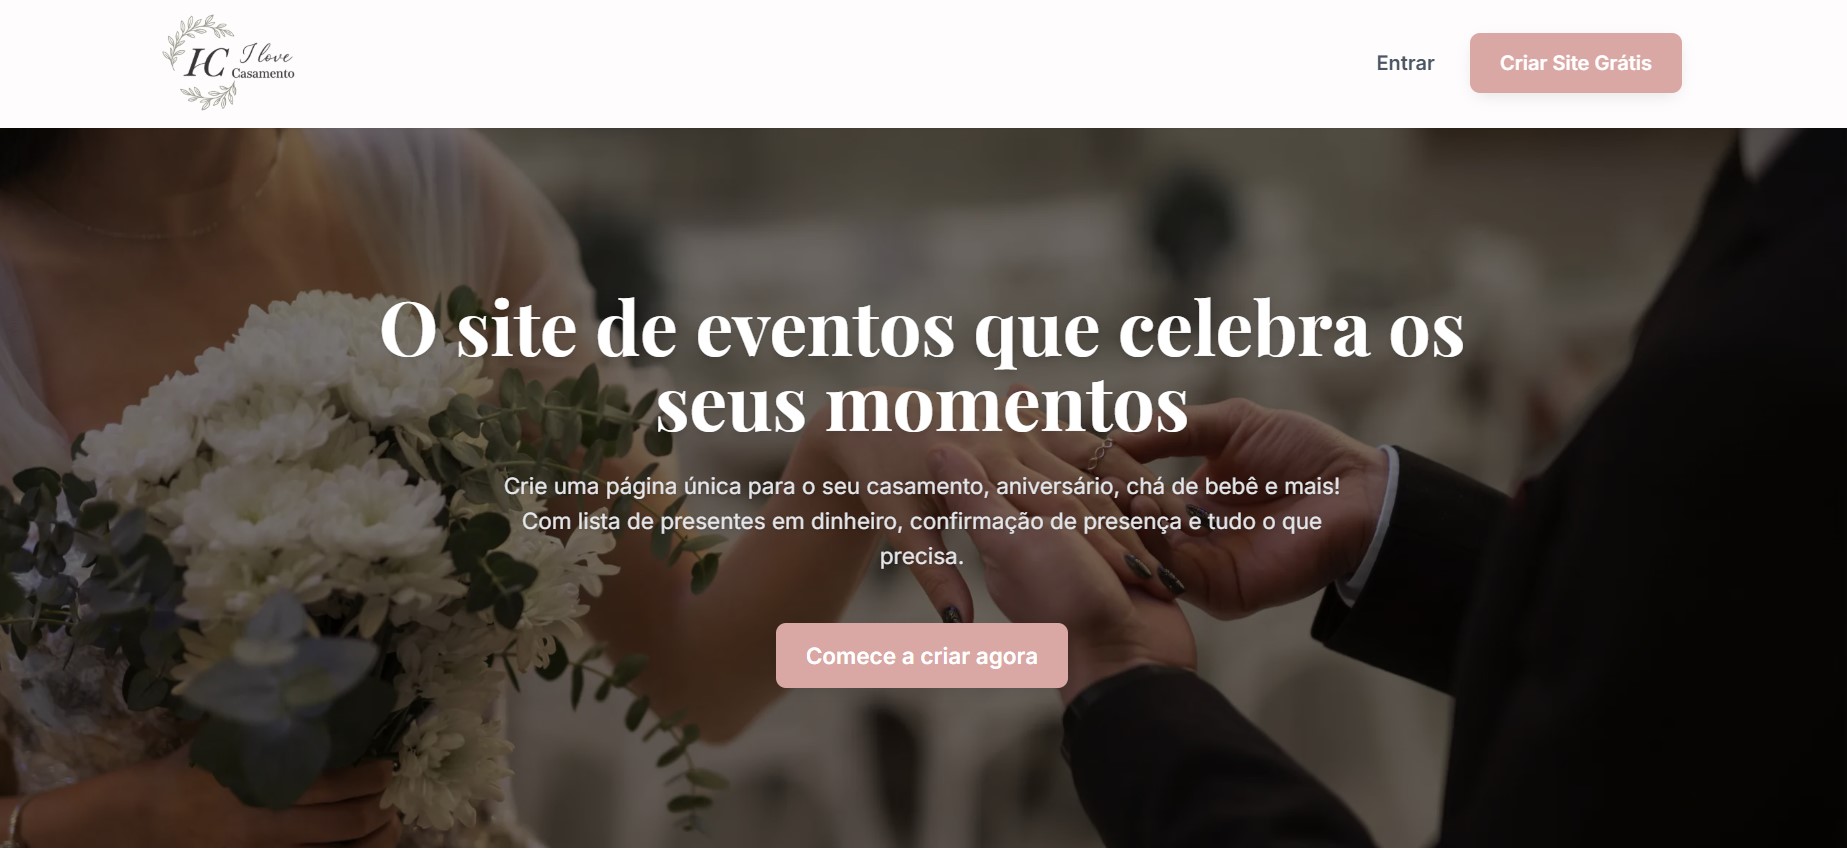 IC I love
Casamento
Entrar
Criar Site Grátis
O site de eventos que celebra os
seus momentos
Crie uma página única para o seu casamento, aniversário, chá de bebê e mais!
Com lista de presentes em dinheiro, confirmação de presença e tudo o que
precisa.
Comece a criar agora